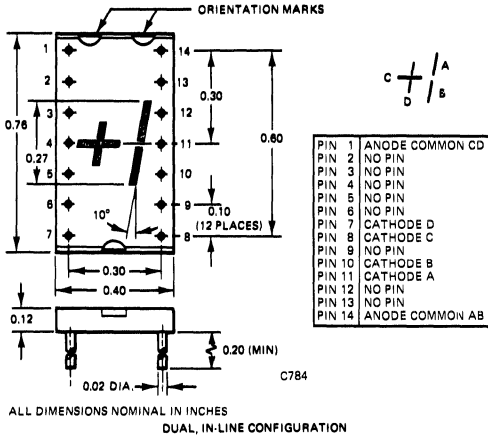 ORIENTATION MARKS
1 14
2 13
3 12
4 11
5 10
6 9
7 8
0.76
0.27
0.30
0.60
10°
0.10
(12 PLACES)
0.30
0.40
0.12
0.20 (MIN)
0.02 DIA.
C784
A
C
D
B
PIN 1 ANODE COMMON CD
PIN 2 NO PIN
PIN 3 NO PIN
PIN 4 NO PIN
PIN 5 NO PIN
PIN 6 NO PIN
PIN 7 CATHODE D
PIN 8 CATHODE C
PIN 9 NO PIN
PIN 10 CATHODE B
PIN 11 CATHODE A
PIN 12 NO PIN
PIN 13 NO PIN
PIN 14 ANODE COMMON AB
ALL DIMENSIONS NOMINAL IN INCHES
DUAL, IN-LINE CONFIGURATION